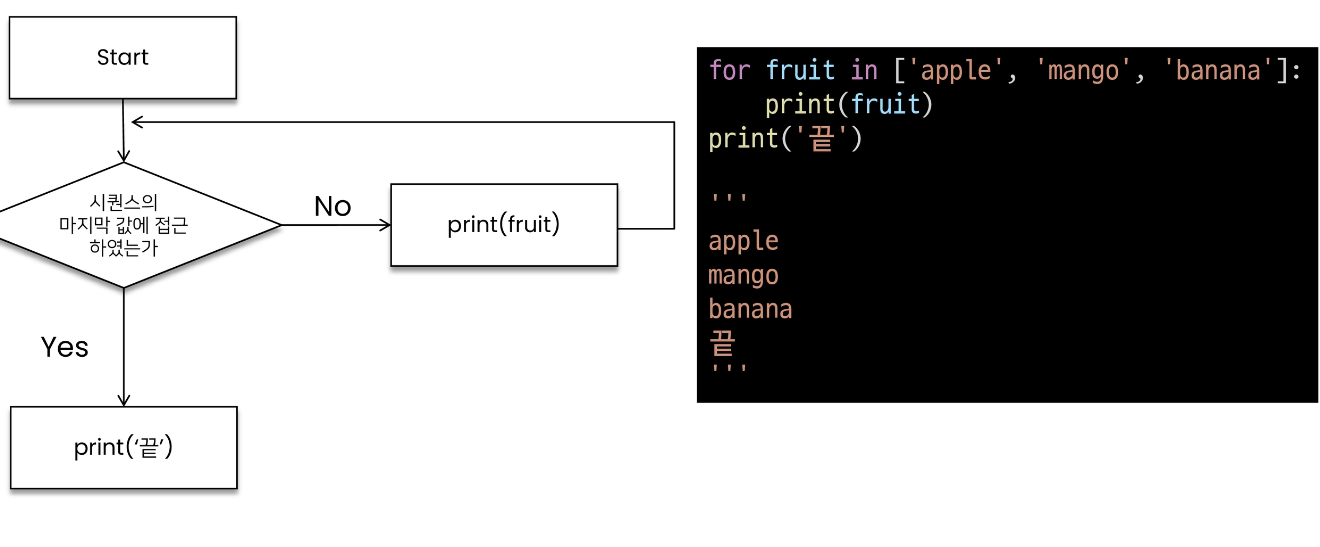 Start
시퀀스의
마지막 값에 접근
하였는가
No
print(fruit)
Yes
print(‘끝’)
for fruit in ['apple', 'mango', 'banana']:
    print(fruit)
print('끝')
'''
apple
mango
banana
끝
'''